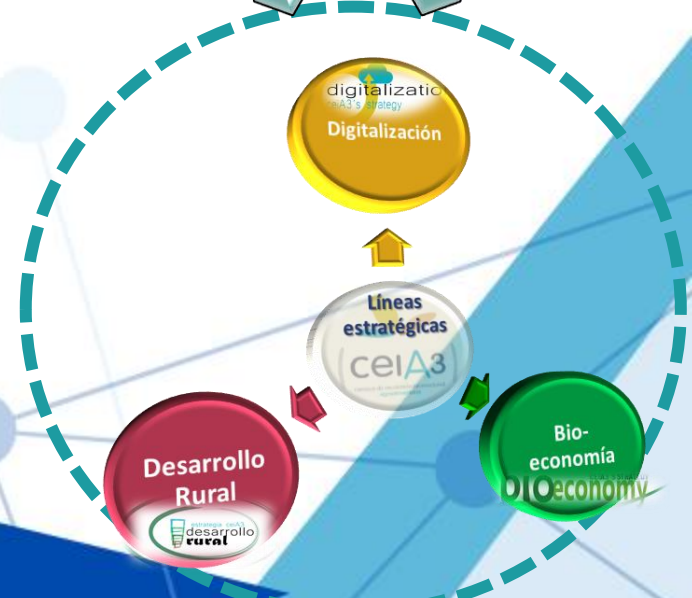 digitalizatio
ceiA3's strategy
Digitalización
Líneas
estratégicas
ceiA3
Desarrollo
Rural
estrategia ceiA3
desarrollo
rural
Bio-
economía
bioeconomy